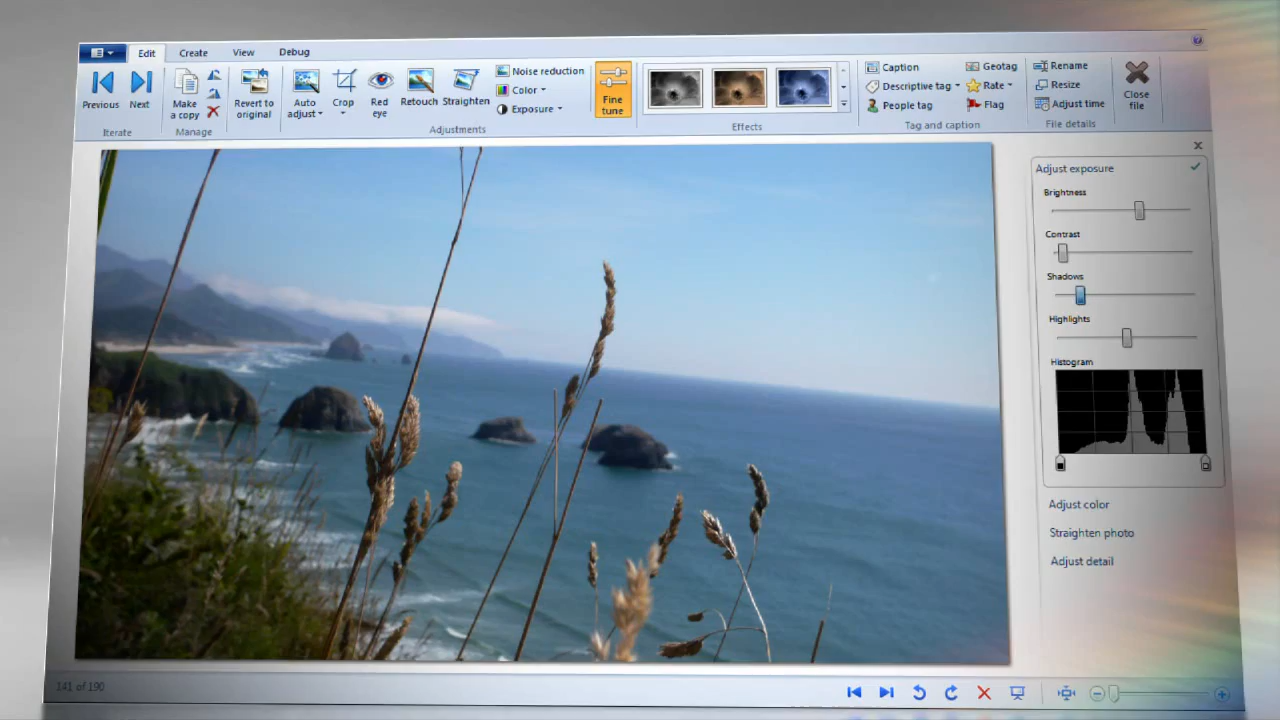 Edit Create View Debug
Previous
Next
Iterate
Make
a copy
Manage
Revert to
original
Auto
adjust
Crop
Red
eye
Retouch
Straighten
Noise reduction
Color
Exposure
Adjustments
Fine
tune
Effects
Caption
Descriptive tag
People tag
Geotag
Rate
Flag
Tag and caption
Rename
Resize
Adjust time
File details
Close
file
Adjust exposure
Brightness
Contrast
Shadows
Highlights
Histogram
Adjust color
Straighten photo
Adjust detail
141 of 190